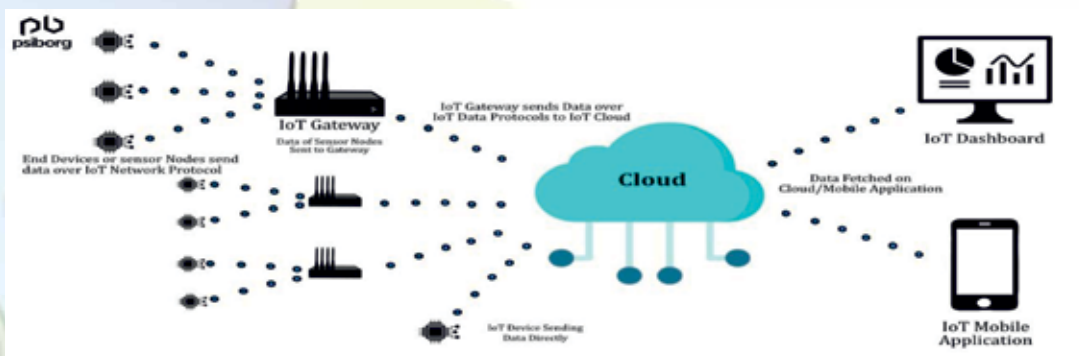 psiborg
IoT Gateway
Data of Sensor Nodes
Sent to Gateway
End Devices or sensor Nodes send
data over IoT Network Protocol
IoT Gateway sends Data over
IoT Data Protocols to IoT Cloud
Cloud
IoT Device Sending
Data Directly
Data Fetched on
Cloud/Mobile Application
IoT Dashboard
IoT Mobile
Application